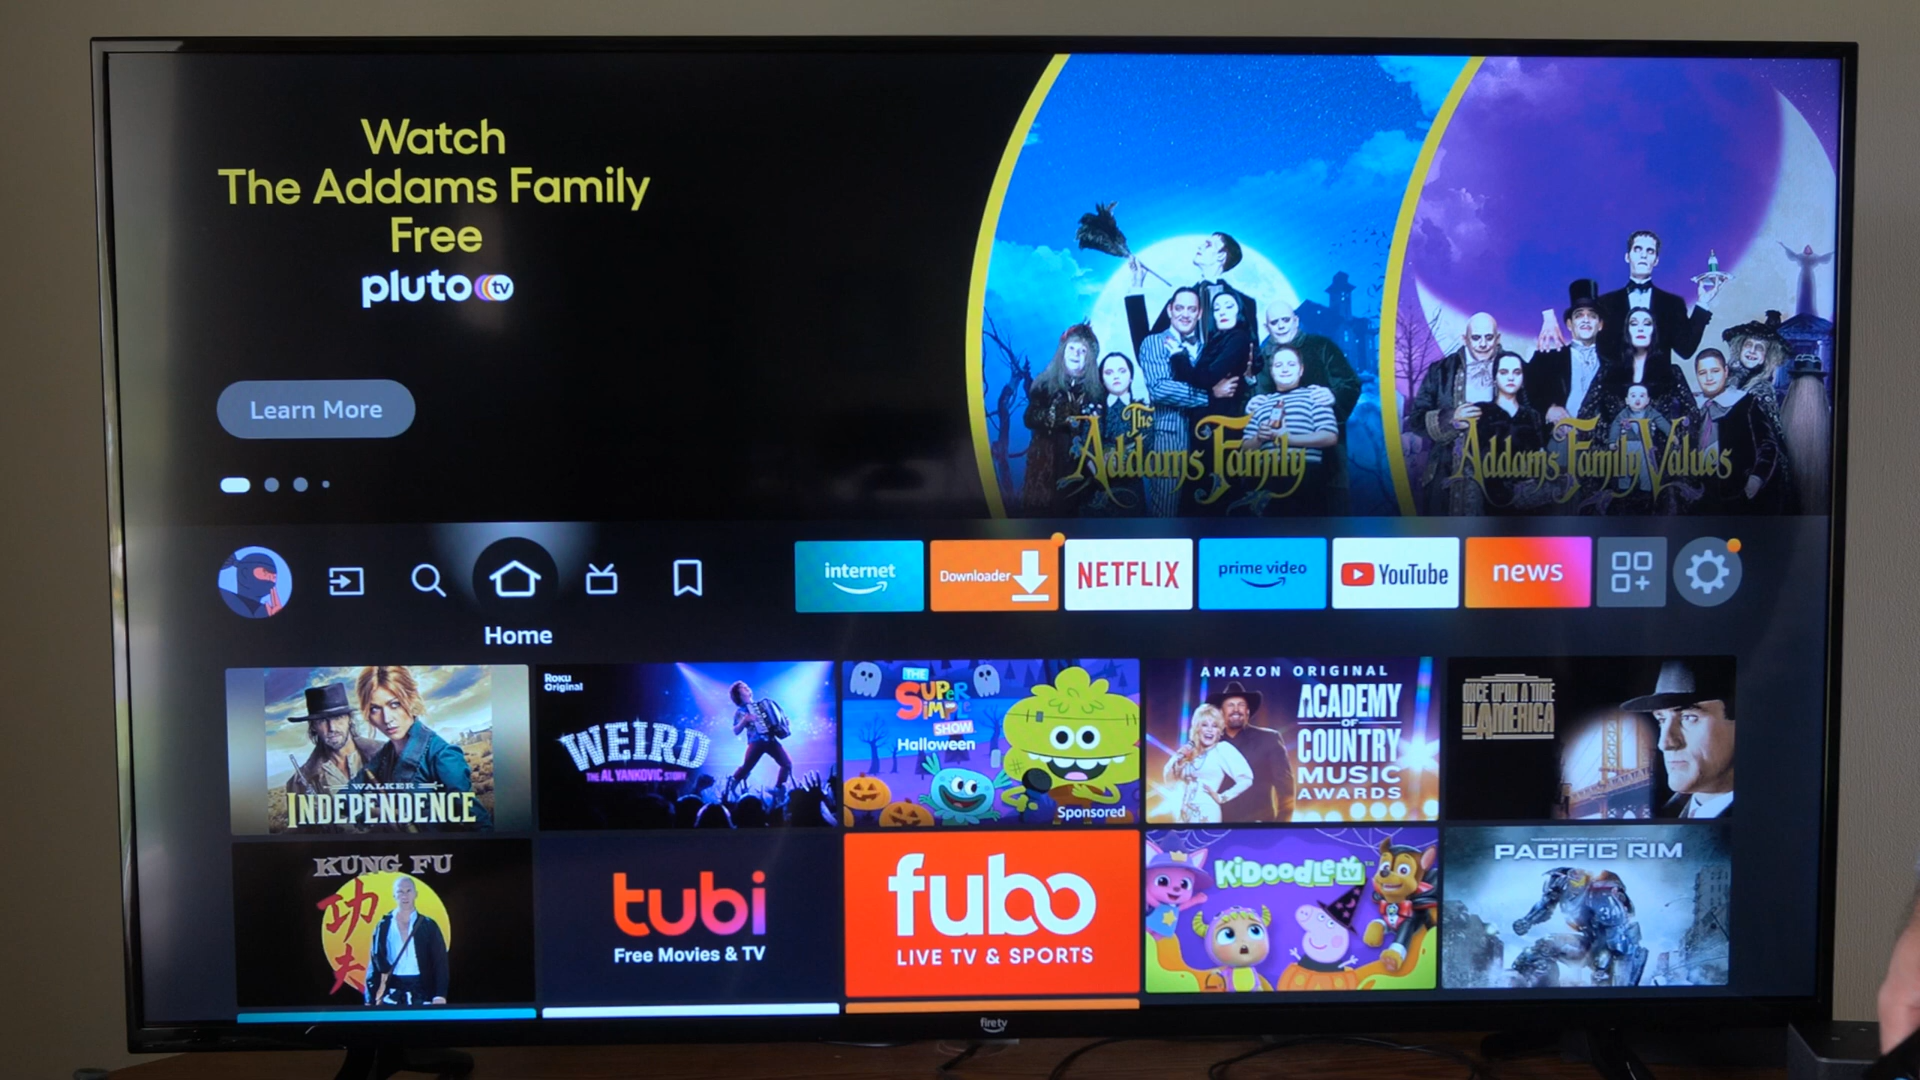 Watch
The Addams Family
Free
pluto tv
Learn More
The
Addams Family
Addams Family Values
internet
Downloader
NETFLIX
prime video
YouTube
news
Home
WALKER
INDEPENDENCE
Roku
Original
WEIRD
THE AL YANKOVIC STORY
THE
SUPER
SIMPLE
SHOW
Halloween
Sponsored
AMAZON ORIGINAL
ACADEMY
OF
COUNTRY
MUSIC
AWARDS
ONCE UPON A TIME
IN AMERICA
KUNG FU
功
夫
tubi
Free Movies & TV
fubo
LIVE TV & SPORTS
KiDOODLE.tv
PACIFIC RIM
fire tv